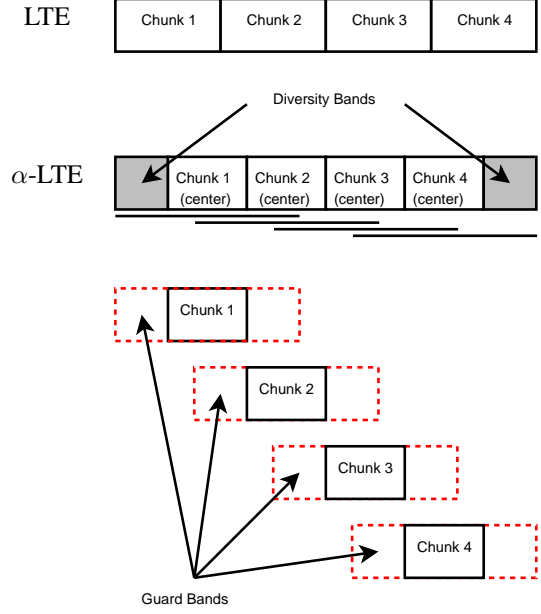 LTE
Chunk 1
Chunk 2
Chunk 3
Chunk 4
Diversity Bands
α-LTE
Chunk 1
(center)
Chunk 2
(center)
Chunk 3
(center)
Chunk 4
(center)
Chunk 1
Chunk 2
Chunk 3
Chunk 4
Guard Bands